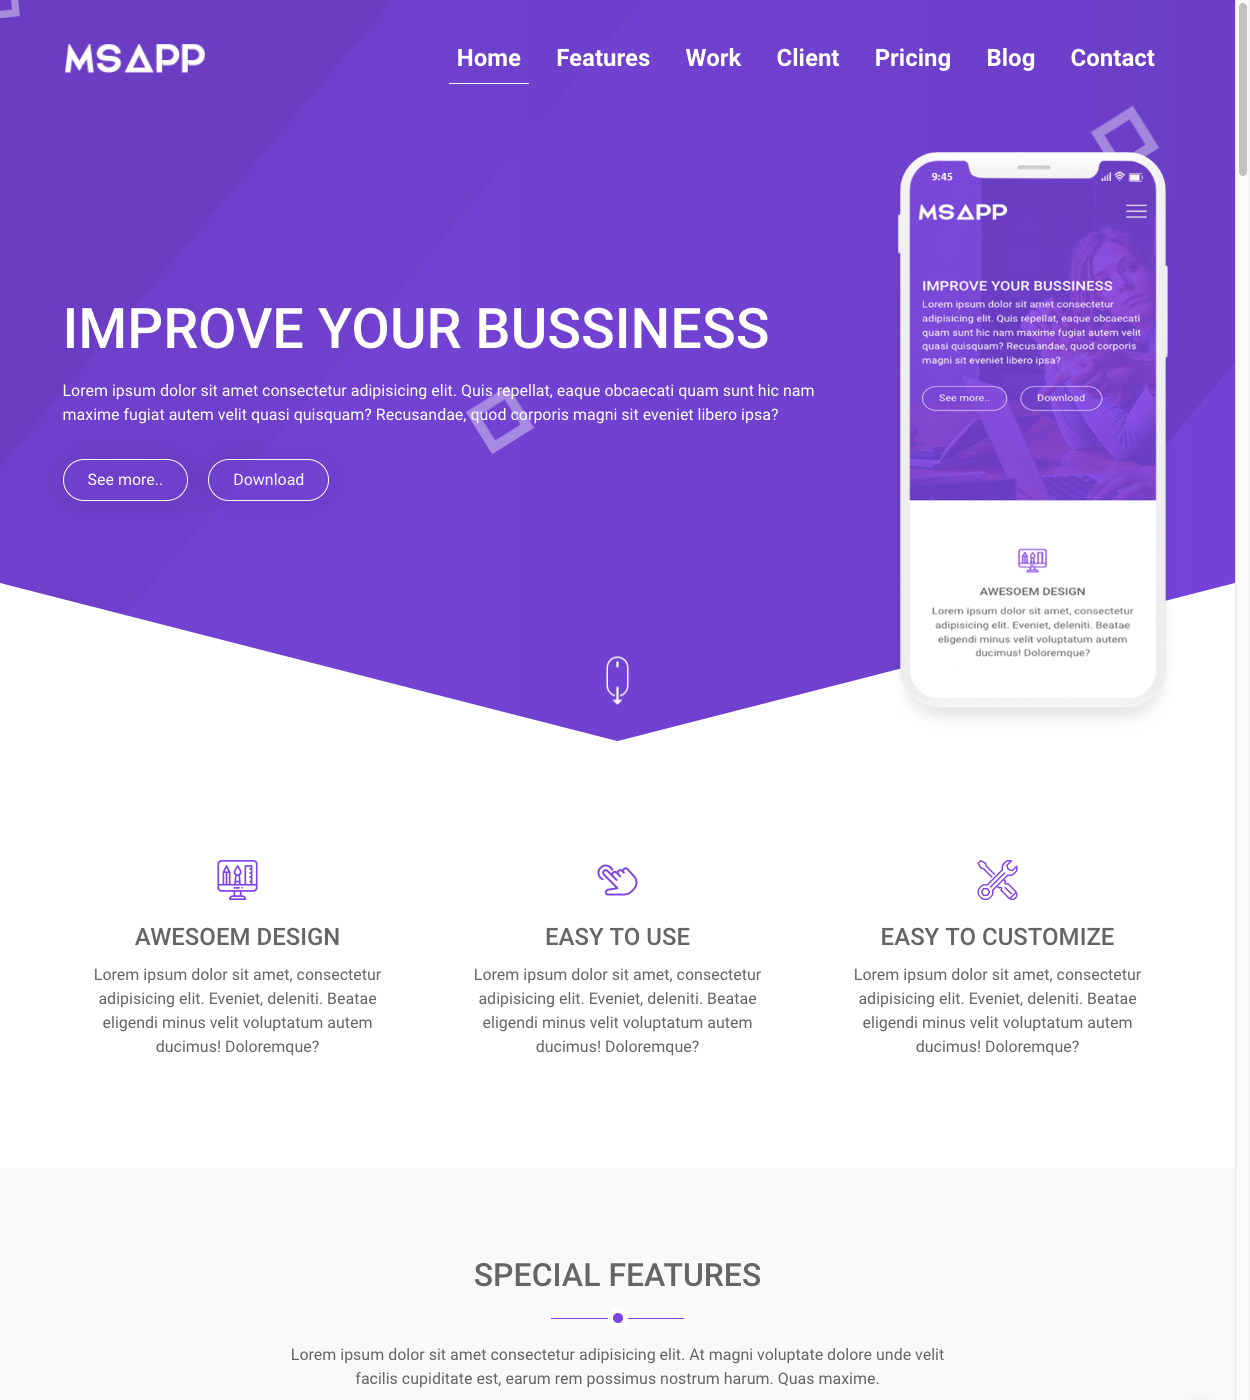 MSAPP
Home Features Work Client Pricing Blog Contact
IMPROVE YOUR BUSSINESS
Lorem ipsum dolor sit amet consectetur adipisicing elit. Quis repellat, eaque obcaecati quam sunt hic nam
maxime fugiat autem velit quasi quisquam? Recusandae, quod corporis magni sit eveniet libero ipsa?
See more.. Download
9:45
MSAPP
IMPROVE YOUR BUSSINESS
Lorem ipsum dolor sit amet consectetur
adipisicing elit. Quis repellat, eaque obcaecati
quam sunt hic nam maxime fugiat autem velit
quasi quisquam? Recusandae, quod corporis
magni sit eveniet libero ipsa?
See more.. Download
AWESOEM DESIGN
Lorem ipsum dolor sit amet, consectetur
adipisicing elit. Eveniet, deleniti. Beatae
eligendi minus velit voluptatum autem
ducimus! Doloremque?
AWESOEM DESIGN
Lorem ipsum dolor sit amet, consectetur
adipisicing elit. Eveniet, deleniti. Beatae
eligendi minus velit voluptatum autem
ducimus! Doloremque?
EASY TO USE
Lorem ipsum dolor sit amet, consectetur
adipisicing elit. Eveniet, deleniti. Beatae
eligendi minus velit voluptatum autem
ducimus! Doloremque?
EASY TO CUSTOMIZE
Lorem ipsum dolor sit amet, consectetur
adipisicing elit. Eveniet, deleniti. Beatae
eligendi minus velit voluptatum autem
ducimus! Doloremque?
SPECIAL FEATURES
Lorem ipsum dolor sit amet consectetur adipisicing elit. At magni voluptate dolore unde velit
facilis cupiditate est, earum rem possimus nostrum harum. Quas maxime.